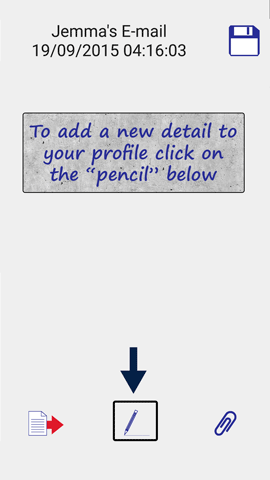 Jemma's E-mail
19/09/2015 04:16:03
To add a new detail to
your profile click on
the “pencil” below